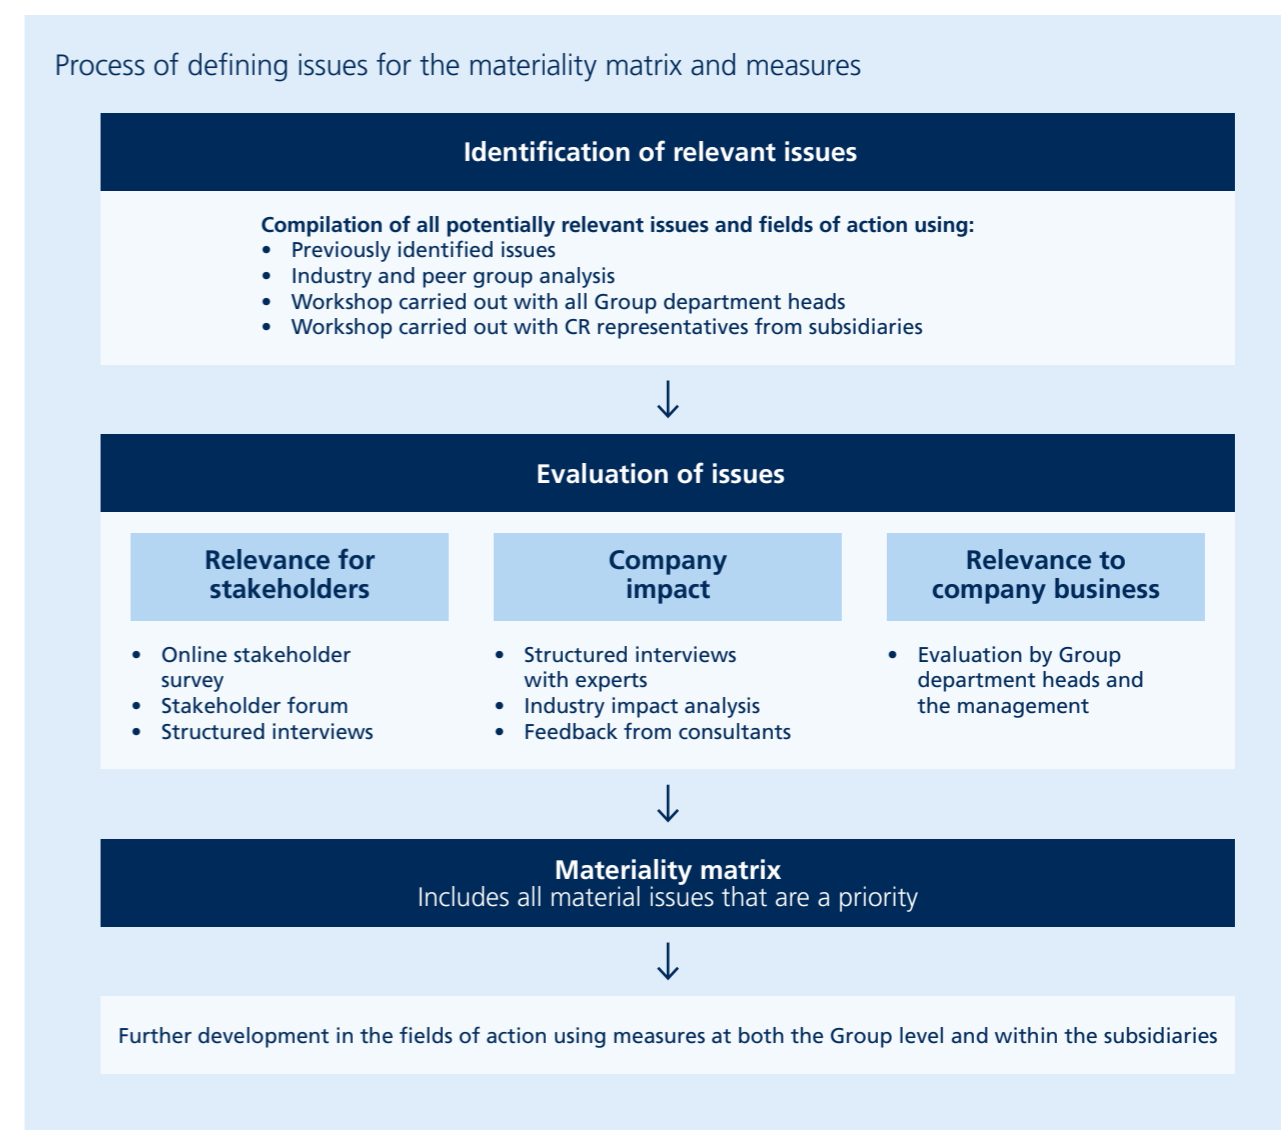 Process of defining issues for the materiality matrix and measures
Identification of relevant issues
Compilation of all potentially relevant issues and fields of action using:
• Previously identified issues
• Industry and peer group analysis
• Workshop carried out with all Group department heads
• Workshop carried out with CR representatives from subsidiaries
↓
Evaluation of issues
Relevance for
stakeholders
• Online stakeholder
survey
• Stakeholder forum
• Structured interviews
Company
impact
• Structured interviews
with experts
• Industry impact analysis
• Feedback from consultants
Relevance to
company business
• Evaluation by Group
department heads and
the management
↓
Materiality matrix
Includes all material issues that are a priority
↓
Further development in the fields of action using measures at both the Group level and within the subsidiaries